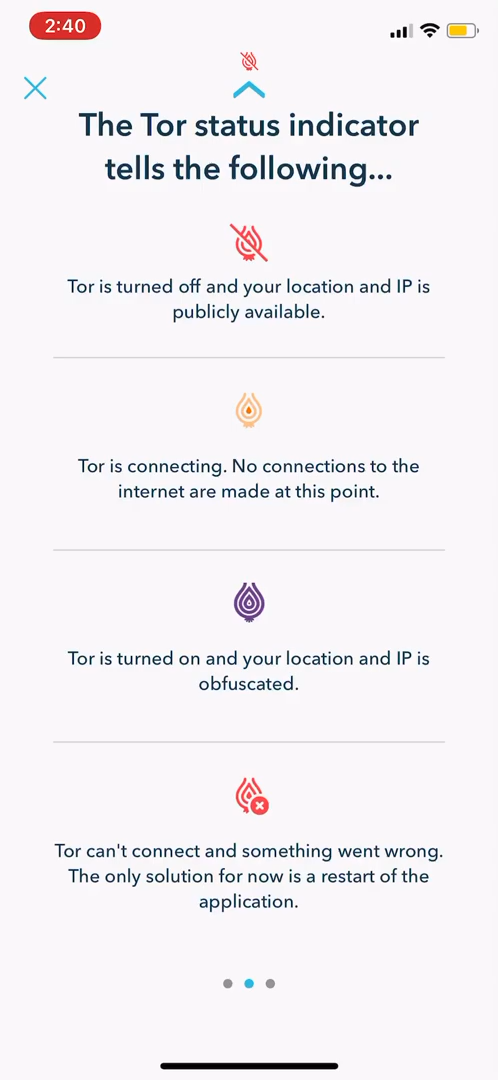 2:40
The Tor status indicator
tells the following...
Tor is turned off and your location and IP is
publicly available.
Tor is connecting. No connections to the
internet are made at this point.
Tor is turned on and your location and IP is
obfuscated.
Tor can't connect and something went wrong.
The only solution for now is a restart of the
application.